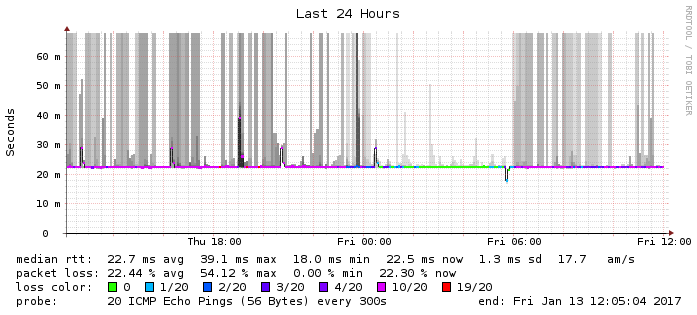 Last 24 Hours
RRDTOOL / TOBI OETIKER
Seconds
60 m
50 m
40 m
30 m
20 m
10 m
0
Thu 18:00 Fri 00:00 Fri 06:00 Fri 12:00
median rtt: 22.7 ms avg 39.1 ms max 18.0 ms min 22.5 ms now 1.3 ms sd 17.7 am/s
packet loss: 22.44 % avg 54.12 % max 0.00 % min 22.30 % now
loss color: 0 1/20 2/20 3/20 4/20 10/20 19/20
probe: 20 ICMP Echo Pings (56 Bytes) every 300s end: Fri Jan 13 12:05:04 2017